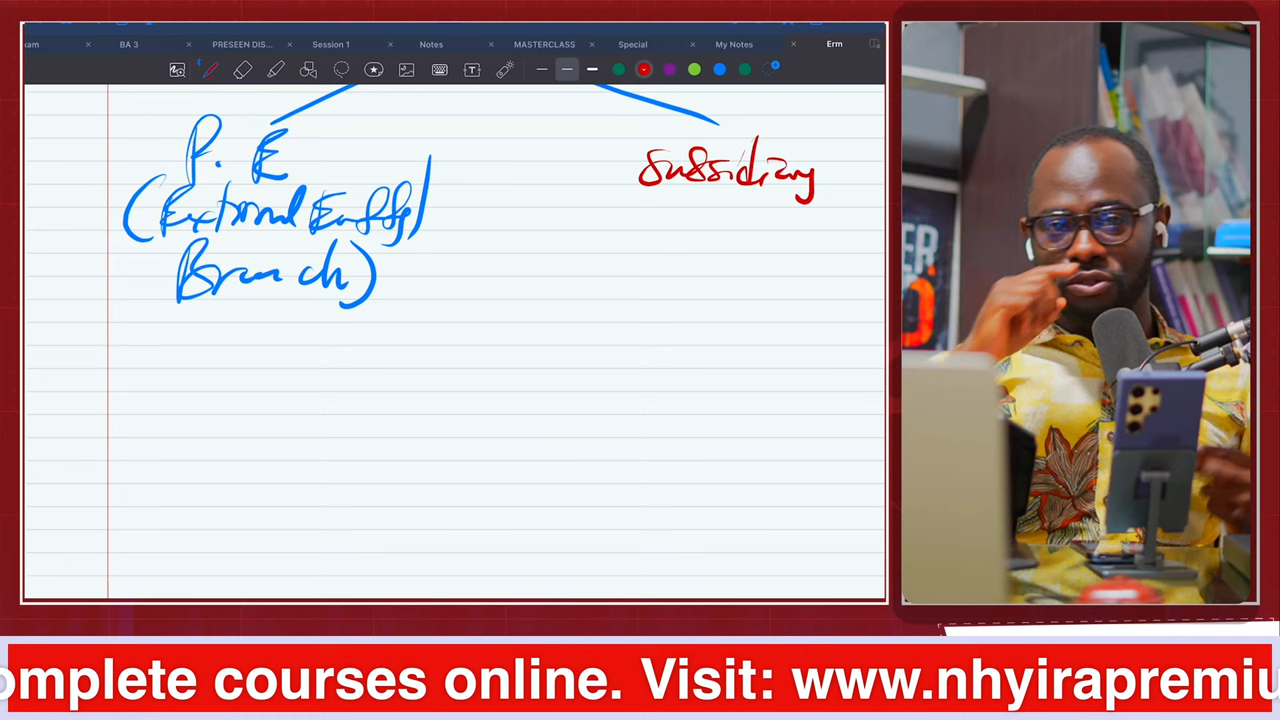 xam BA 3 PRESEEN DIS... Session 1 Notes MASTERCLASS Special My Notes Erm
P. E
Subsidiary
(External Entity)
Branch)
omplete courses online. Visit: www.nhyirapremiu